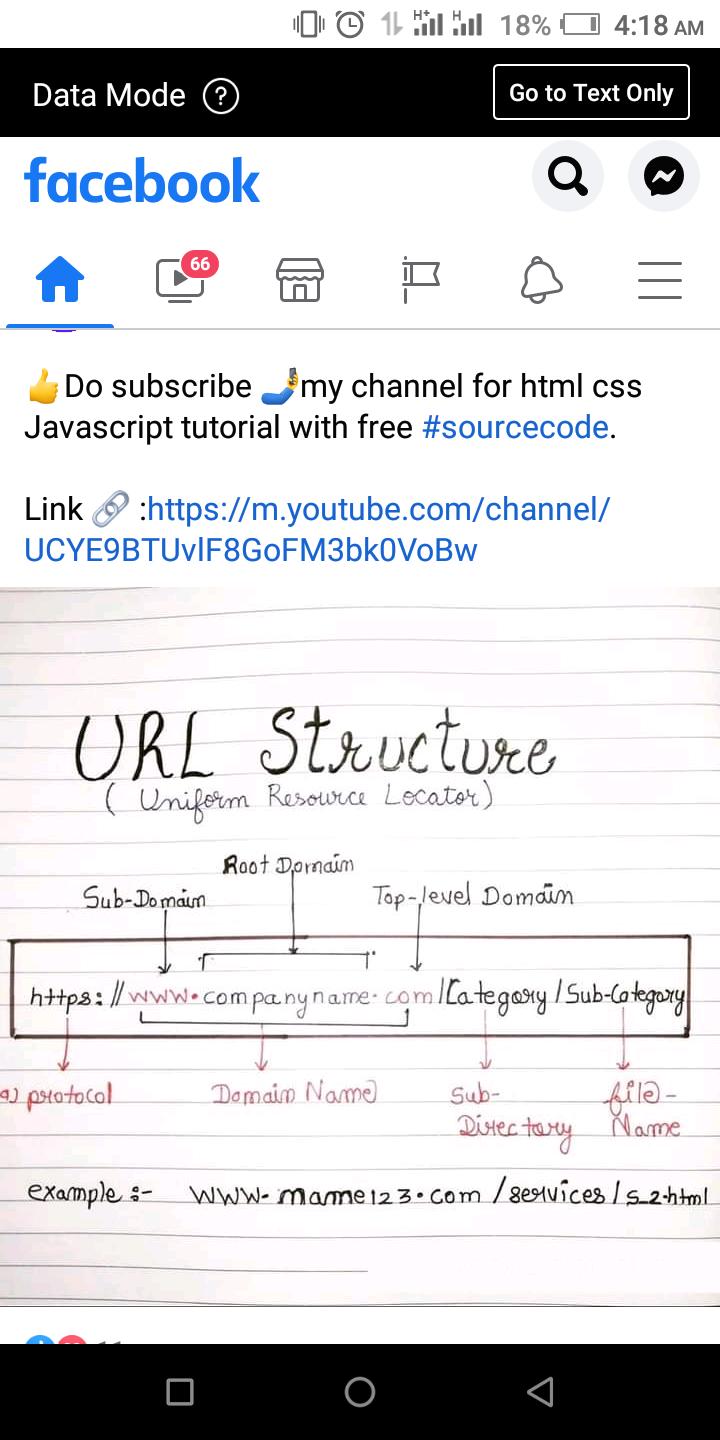 18% 4:18 AM
Data Mode ? Go to Text Only
facebook
66
👍Do subscribe 🤳my channel for html css
Javascript tutorial with free #sourcecode.
Link 🔗 :https://m.youtube.com/channel/
UCYE9BTUvlF8GoFM3bk0VoBw
URL Structure
( Uniform Resource Locator)
Root Domain
Sub-Domain
Top-level Domain
https://www.companyname.com/Category/Sub-Category
a) protocol
Domain Name
Sub-
Directory
file-
Name
example :- www.mame123.com/services/s_2.html